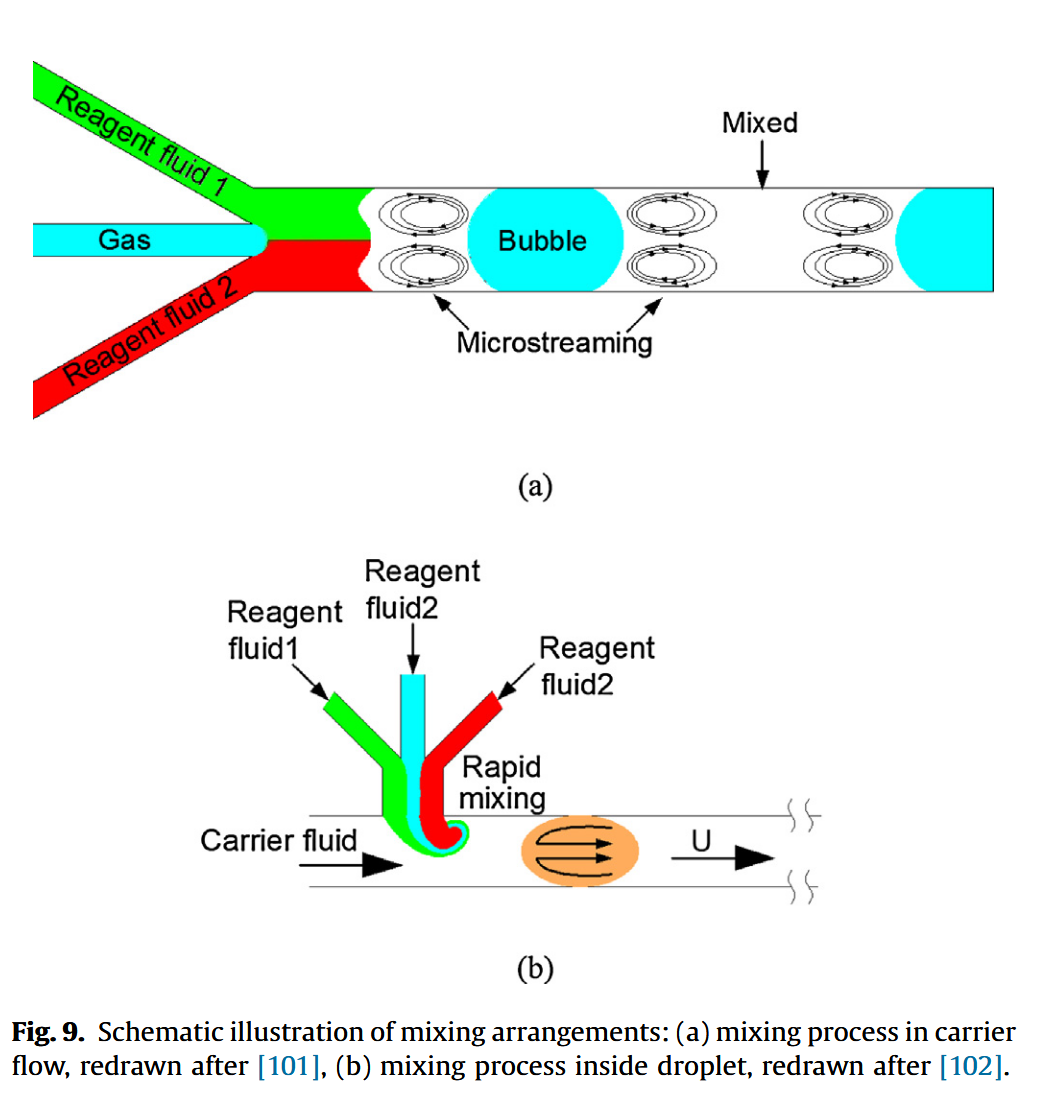 Reagent fluid 1
Gas
Reagent fluid 2
Mixed
Bubble
Microstreaming
(a)
Reagent
fluid2
Reagent
fluid1
Reagent
fluid2
Rapid
mixing
Carrier fluid
U
(b)
Fig. 9. Schematic illustration of mixing arrangements: (a) mixing process in carrier
flow, redrawn after [101], (b) mixing process inside droplet, redrawn after [102].